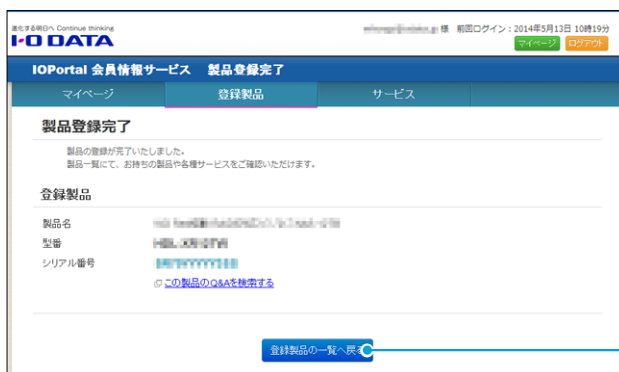 進化する明日へ Continue thinking
I-O DATA
様 前回ログイン：2014年5月13日 10時19分
マイページ ログアウト
IOPortal 会員情報サービス 製品登録完了
マイページ 登録製品 サービス
製品登録完了
製品の登録が完了いたしました。
製品一覧にて、お持ちの製品や各種サービスをご確認いただけます。
登録製品
製品名
型番
シリアル番号
この製品のQ&Aを検索する
登録製品の一覧へ戻る